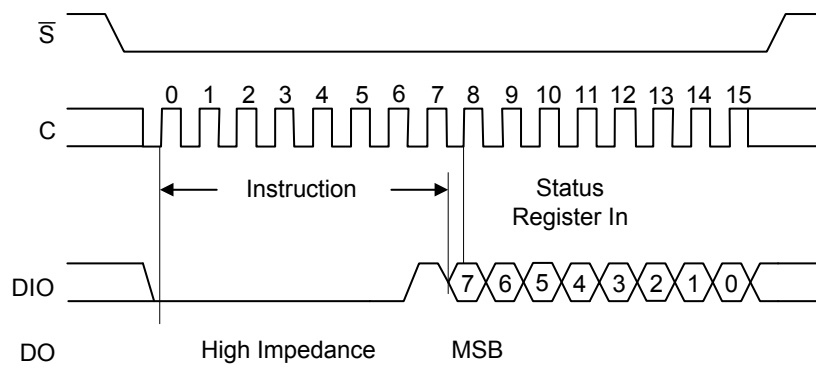 S̅
0 1 2 3 4 5 6 7 8 9 10 11 12 13 14 15
C
Instruction
Status
Register In
DIO
7 6 5 4 3 2 1 0
DO
High Impedance
MSB